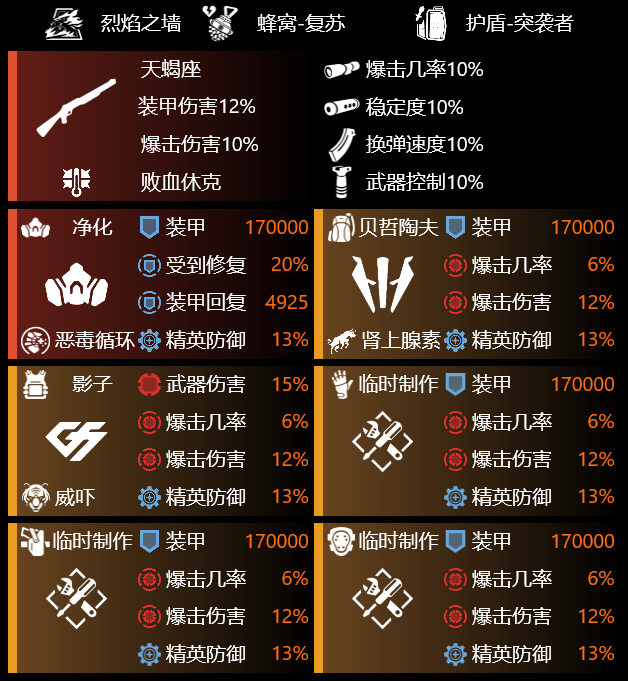 烈焰之墙 蜂窝-复苏 护盾-突袭者
天蝎座 爆击几率10%
装甲伤害12% 稳定度10%
爆击伤害10% 换弹速度10%
败血休克 武器控制10%
净化 装甲 170000
受到修复 20%
装甲回复 4925
恶毒循环 精英防御 13%
贝哲陶夫 装甲 170000
爆击几率 6%
爆击伤害 12%
肾上腺素 精英防御 13%
影子 武器伤害 15%
爆击几率 6%
爆击伤害 12%
威吓 精英防御 13%
临时制作 装甲 170000
爆击几率 6%
爆击伤害 12%
精英防御 13%
临时制作 装甲 170000
爆击几率 6%
爆击伤害 12%
精英防御 13%
临时制作 装甲 170000
爆击几率 6%
爆击伤害 12%
精英防御 13%